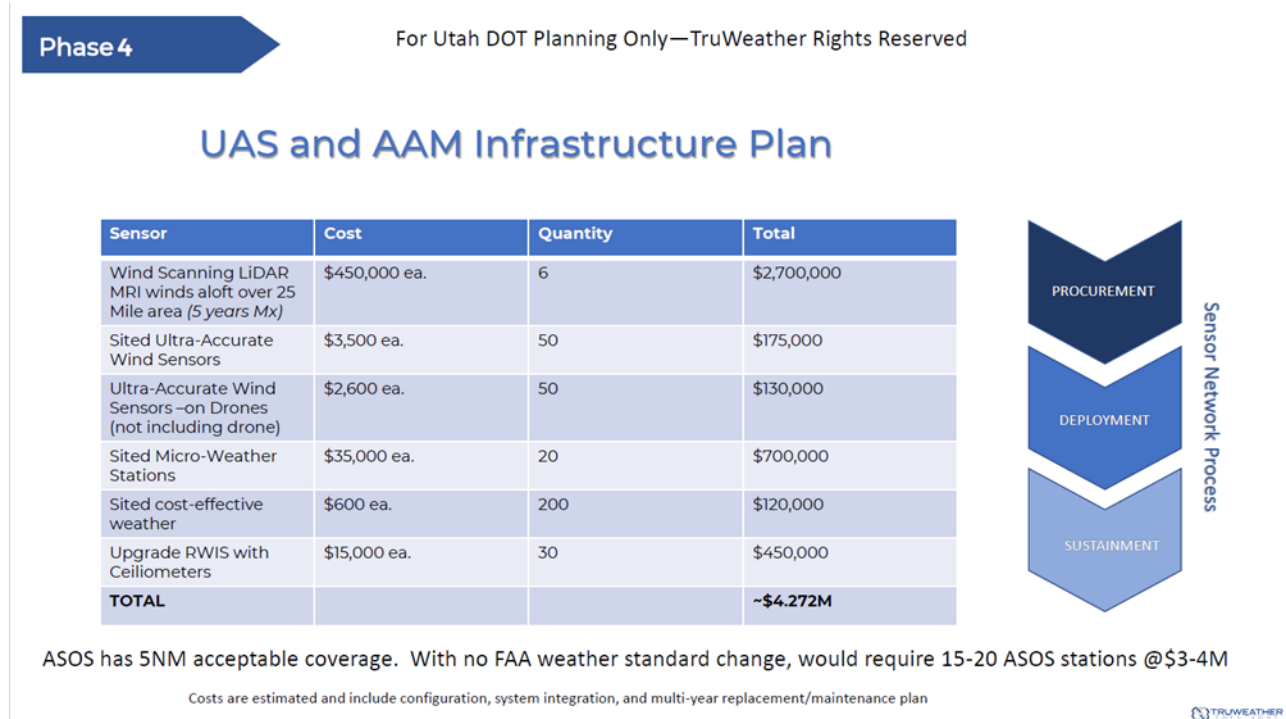 Phase 4
For Utah DOT Planning Only—TruWeather Rights Reserved
UAS and AAM Infrastructure Plan
Sensor Cost Quantity Total
Wind Scanning LiDAR $450,000 ea. 6 $2,700,000
MRI winds aloft over 25
Mile area (5 years Mx)
Sited Ultra-Accurate $3,500 ea. 50 $175,000
Wind Sensors
Ultra-Accurate Wind $2,600 ea. 50 $130,000
Sensors –on Drones
(not including drone)
Sited Micro-Weather $35,000 ea. 20 $700,000
Stations
Sited cost-effective $600 ea. 200 $120,000
weather
Upgrade RWIS with $15,000 ea. 30 $450,000
Ceiliometers
TOTAL ~$4.272M
PROCUREMENT
DEPLOYMENT
SUSTAINMENT
Sensor Network Process
ASOS has 5NM acceptable coverage. With no FAA weather standard change, would require 15-20 ASOS stations @$3-4M
Costs are estimated and include configuration, system integration, and multi-year replacement/maintenance plan
TRUWEATHER